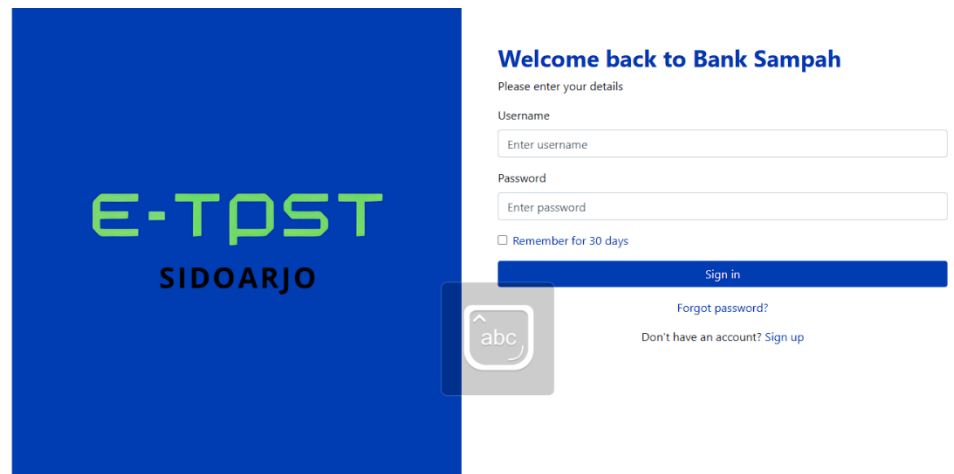 E-TPST
SIDOARJO
Welcome back to Bank Sampah
Please enter your details
Username
Enter username
Password
Enter password
Remember for 30 days
Sign in
Forgot password?
Don't have an account? Sign up
abc